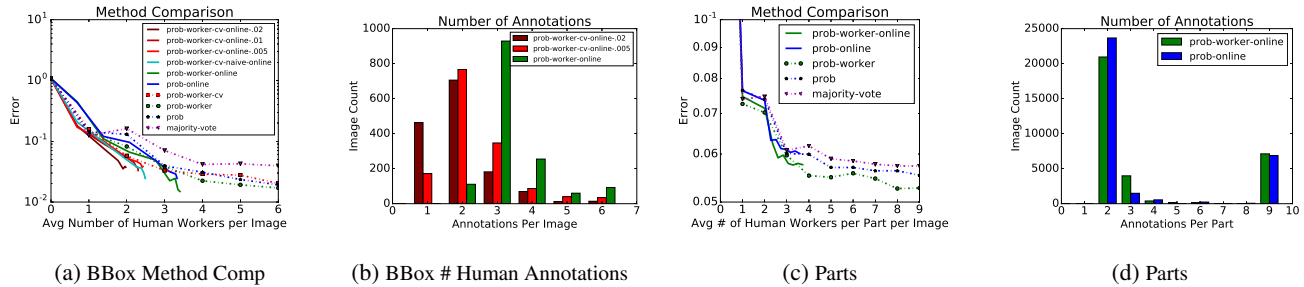 Method Comparison
10^1
10^0
10^-1
10^-2
Error
prob-worker-cv-online-.02
prob-worker-cv-online-.01
prob-worker-cv-online-.005
prob-worker-cv-naive-online
prob-worker-online
prob-online
prob-worker-cv
prob-worker
prob
majority-vote
0 1 2 3 4 5 6
Avg Number of Human Workers per Image
(a) BBox Method Comp
Number of Annotations
1000
800
600
400
200
0
Image Count
prob-worker-cv-online-.02
prob-worker-cv-online-.005
prob-worker-online
0 1 2 3 4 5 6 7
Annotations Per Image
(b) BBox # Human Annotations
Method Comparison
10^-1
0.09
0.08
0.07
0.06
0.05
Error
prob-worker-online
prob-online
prob-worker
prob
majority-vote
0 1 2 3 4 5 6 7 8 9
Avg # of Human Workers per Part per Image
(c) Parts
Number of Annotations
25000
20000
15000
10000
5000
0
Image Count
prob-worker-online
prob-online
0 1 2 3 4 5 6 7 8 9 10
Annotations Per Part
(d) Parts